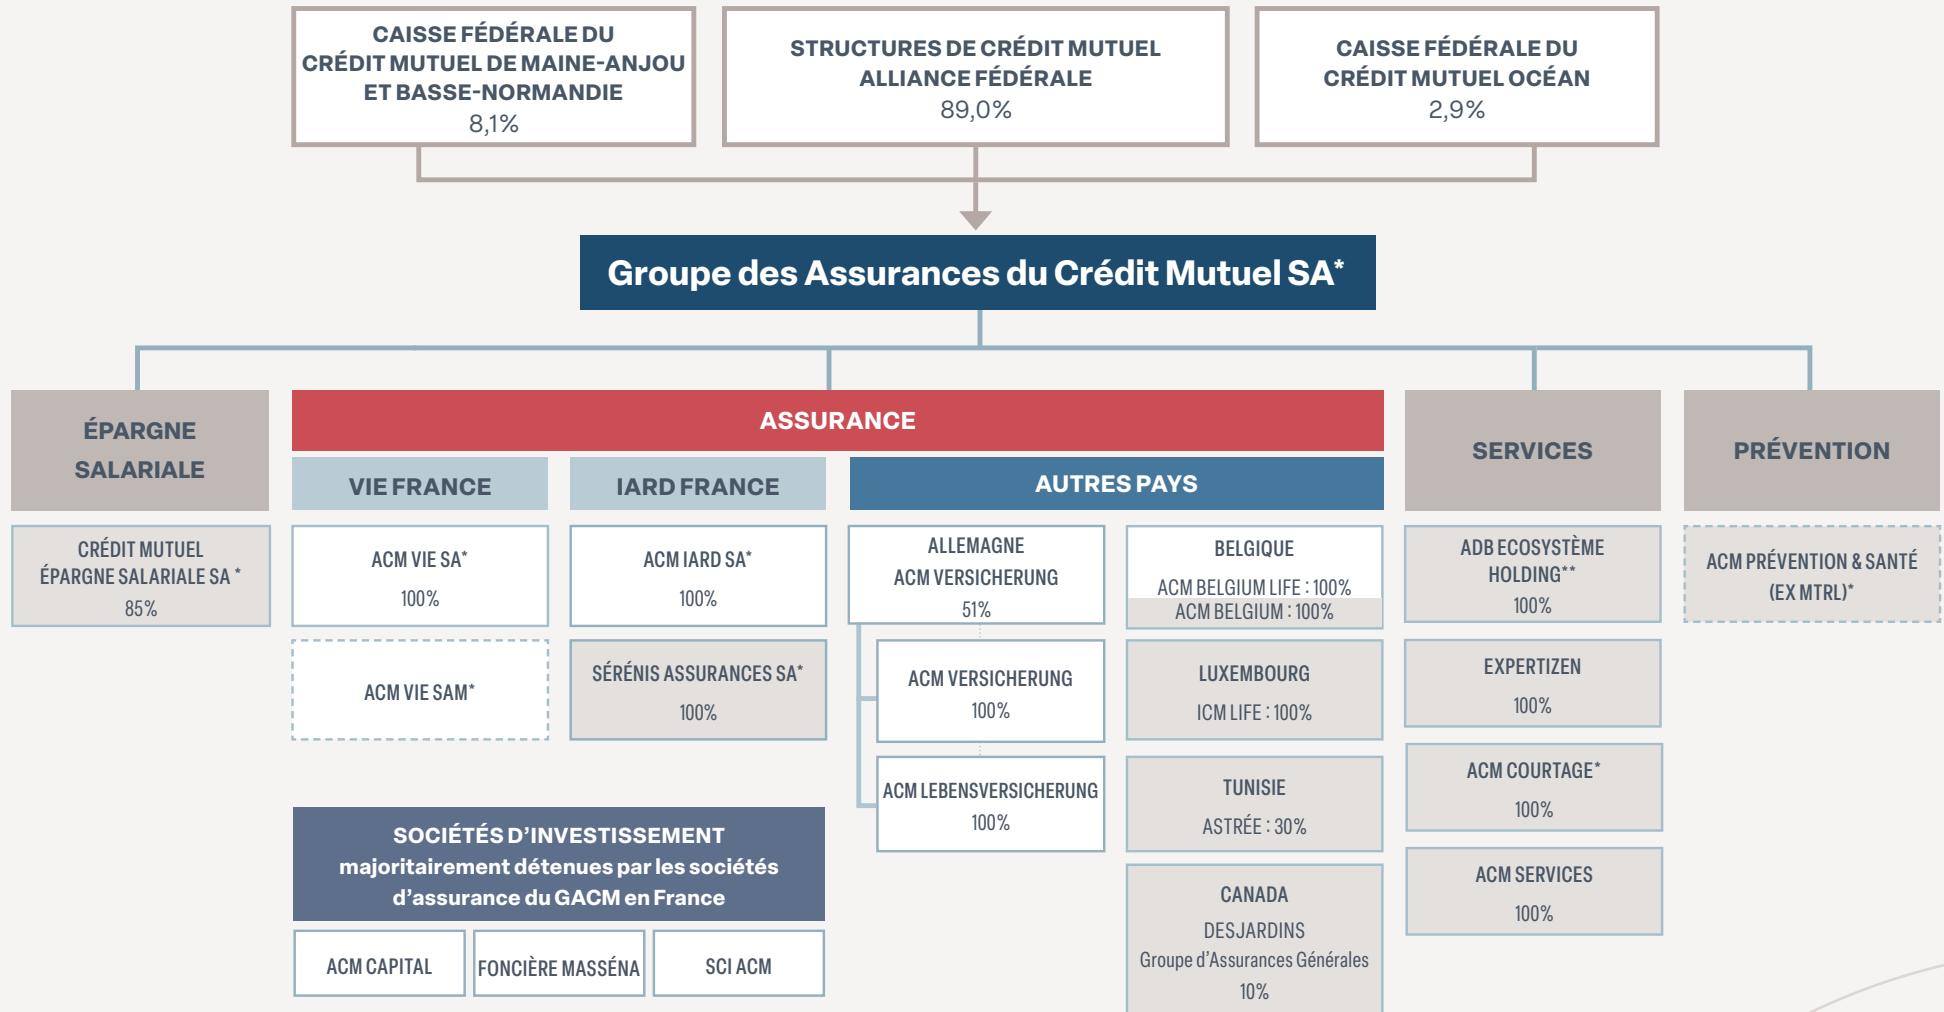 CAISSE FÉDÉRALE DU
CRÉDIT MUTUEL DE MAINE-ANJOU
ET BASSE-NORMANDIE
8,1%
STRUCTURES DE CRÉDIT MUTUEL
ALLIANCE FÉDÉRALE
89,0%
CAISSE FÉDÉRALE DU
CRÉDIT MUTUEL OCÉAN
2,9%
Groupe des Assurances du Crédit Mutuel SA*
ÉPARGNE
SALARIALE
CRÉDIT MUTUEL
ÉPARGNE SALARIALE SA *
85%
ASSURANCE
VIE FRANCE
ACM VIE SA*
100%
ACM VIE SAM*
IARD FRANCE
ACM IARD SA*
100%
SÉRÉNIS ASSURANCES SA*
100%
AUTRES PAYS
ALLEMAGNE
ACM VERSICHERUNG
51%
ACM VERSICHERUNG
100%
ACM LEBENSVERSICHERUNG
100%
BELGIQUE
ACM BELGIUM LIFE : 100%
ACM BELGIUM : 100%
LUXEMBOURG
ICM LIFE : 100%
TUNISIE
ASTRÉE : 30%
CANADA
DESJARDINS
Groupe d'Assurances Générales
10%
SERVICES
ADB ECOSYSTÈME
HOLDING**
100%
EXPERTIZEN
100%
ACM COURTAGE*
100%
ACM SERVICES
100%
PRÉVENTION
ACM PRÉVENTION & SANTÉ
(EX MTRL)*
SOCIÉTÉS D'INVESTISSEMENT
majoritairement détenues par les sociétés
d'assurance du GACM en France
ACM CAPITAL
FONCIÈRE MASSÉNA
SCI ACM